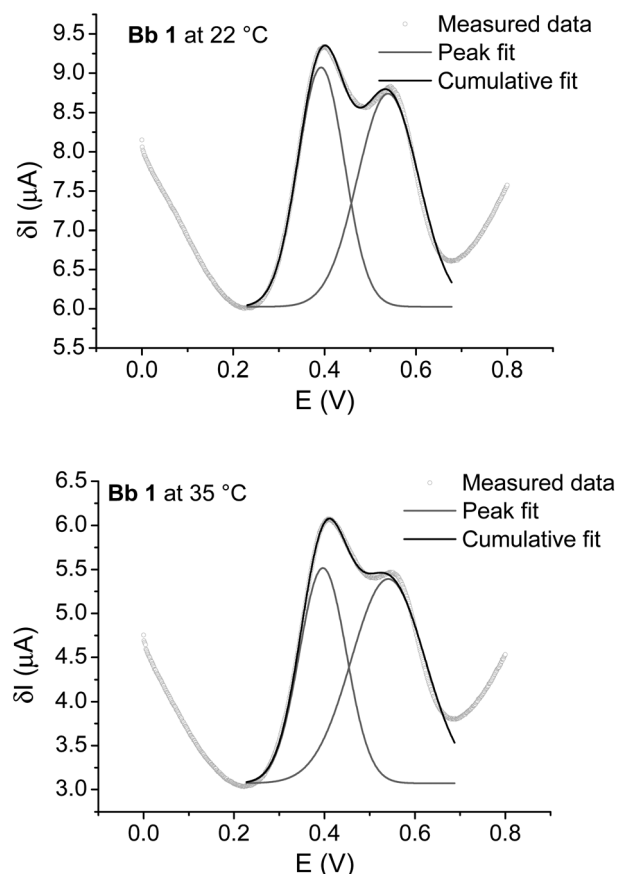 Bb 1 at 22 °C
Measured data
Peak fit
Cumulative fit
9.5
9.0
8.5
8.0
7.5
7.0
6.5
6.0
5.5
δI (μA)
0.0 0.2 0.4 0.6 0.8
E (V)
Bb 1 at 35 °C
Measured data
Peak fit
Cumulative fit
6.5
6.0
5.5
5.0
4.5
4.0
3.5
3.0
δI (μA)
0.0 0.2 0.4 0.6 0.8
E (V)